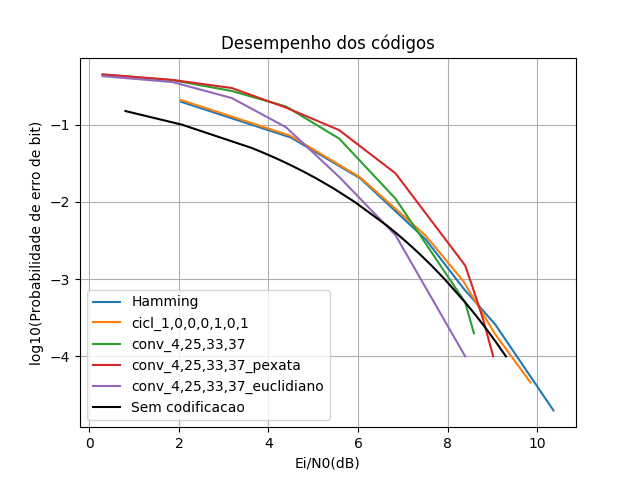 Desempenho dos códigos
log10(Probabilidade de erro de bit)
−1
−2
−3
−4
Hamming
cicl_1,0,0,0,1,0,1
conv_4,25,33,37
conv_4,25,33,37_pexata
conv_4,25,33,37_euclidiano
Sem codificacao
0 2 4 6 8 10
Ei/N0(dB)